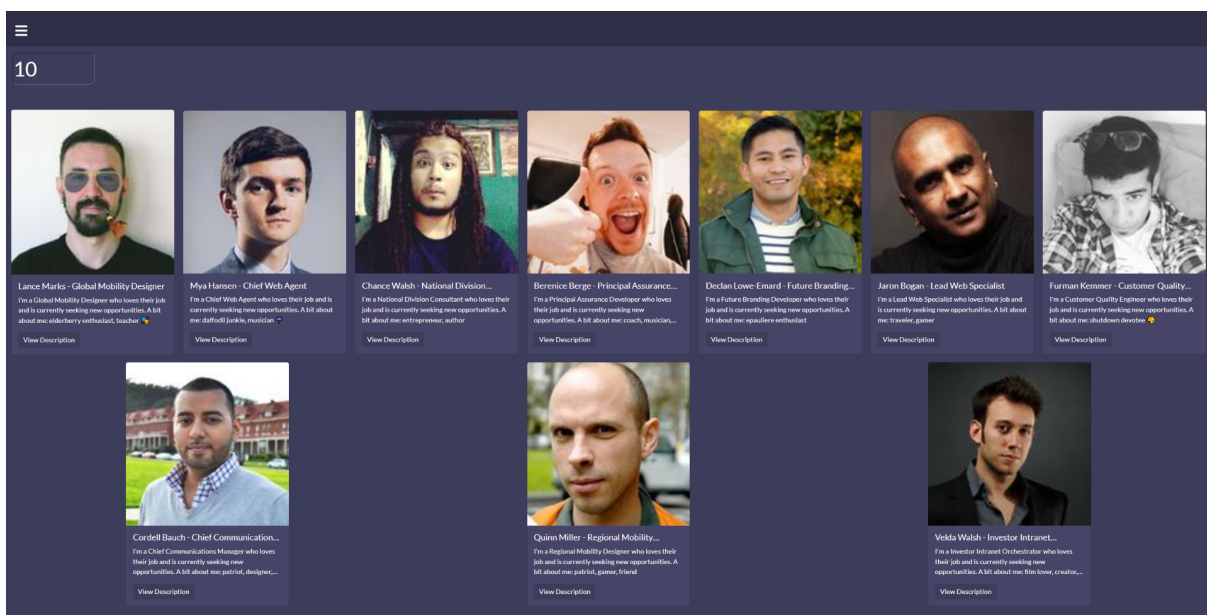 10
Lance Marks - Global Mobility Designer
I'm a Global Mobility Designer who loves their job
and is currently seeking new opportunities. A bit
about me: elderberry enthusiast, teacher
View Description
Mya Hansen - Chief Web Agent
I'm a Chief Web Agent who loves their job and is
currently seeking new opportunities. A bit about
me: daffodil junkie, musician
View Description
Chance Walsh - National Division...
I'm a National Division Consultant who loves their
job and is currently seeking new opportunities. A
bit about me: entrepreneur, author
View Description
Berenice Berge - Principal Assurance...
I'm a Principal Assurance Developer who loves
their job and is currently seeking new
opportunities. A bit about me: coach, musician,...
View Description
Declan Lowe-Emard - Future Branding...
I'm a Future Branding Developer who loves their
job and is currently seeking new opportunities. A
bit about me: epauliere enthusiast
View Description
Jaron Bogan - Lead Web Specialist
I'm a Lead Web Specialist who loves their job and
is currently seeking new opportunities. A bit about
me: traveler, gamer
View Description
Furman Kemmer - Customer Quality...
I'm a Customer Quality Engineer who loves their
job and is currently seeking new opportunities. A
bit about me: shutdown devotee
View Description
Cordell Bauch - Chief Communication...
I'm a Chief Communications Manager who loves
their job and is currently seeking new
opportunities. A bit about me: patriot, designer,...
View Description
Quinn Miller - Regional Mobility...
I'm a Regional Mobility Designer who loves their
job and is currently seeking new opportunities. A
bit about me: patriot, gamer, friend
View Description
Velda Walsh - Investor Intranet...
I'm a Investor Intranet Orchestrator who loves
their job and is currently seeking new
opportunities. A bit about me: film lover, creator,...
View Description